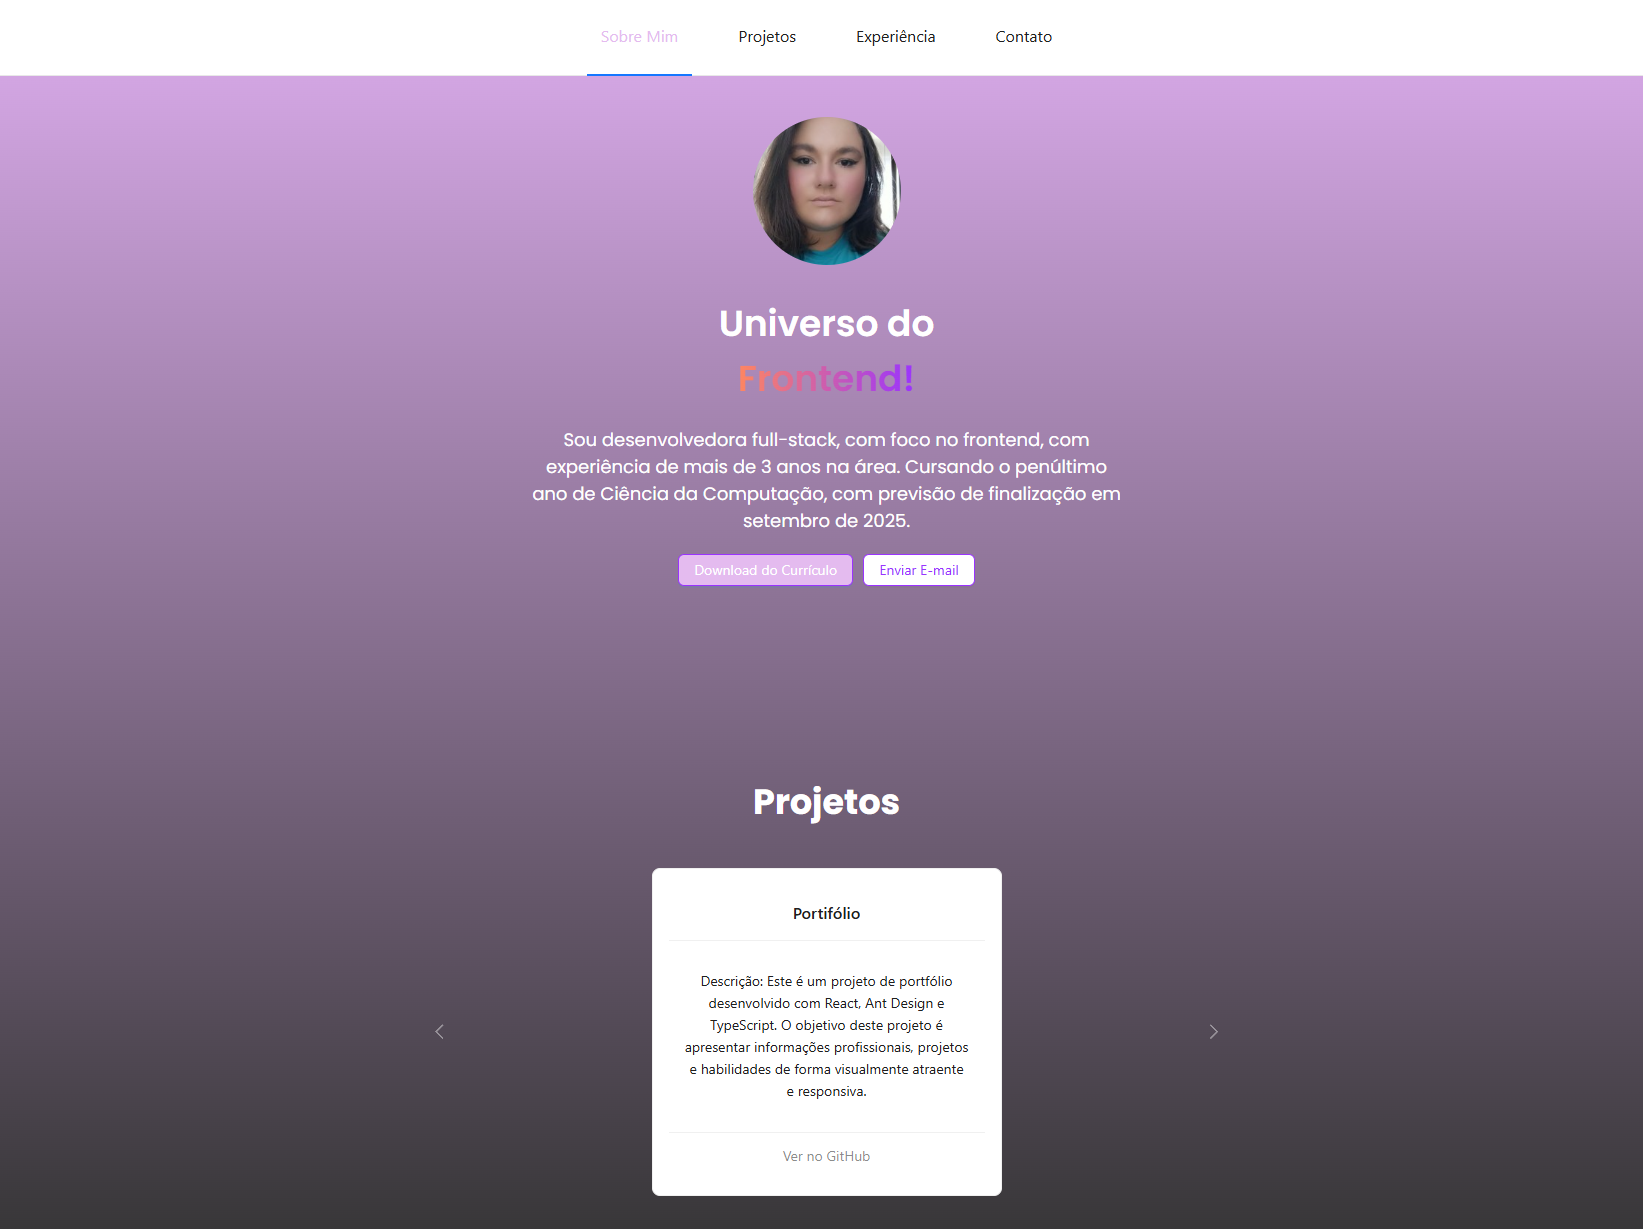 Sobre Mim Projetos Experiência Contato
Universo do
Frontend!
Sou desenvolvedora full-stack, com foco no frontend, com
experiência de mais de 3 anos na área. Cursando o penúltimo
ano de Ciência da Computação, com previsão de finalização em
setembro de 2025.
Download do Currículo Enviar E-mail
Projetos
Portifólio
Descrição: Este é um projeto de portfólio
desenvolvido com React, Ant Design e
TypeScript. O objetivo deste projeto é
apresentar informações profissionais, projetos
e habilidades de forma visualmente atraente
e responsiva.
Ver no GitHub